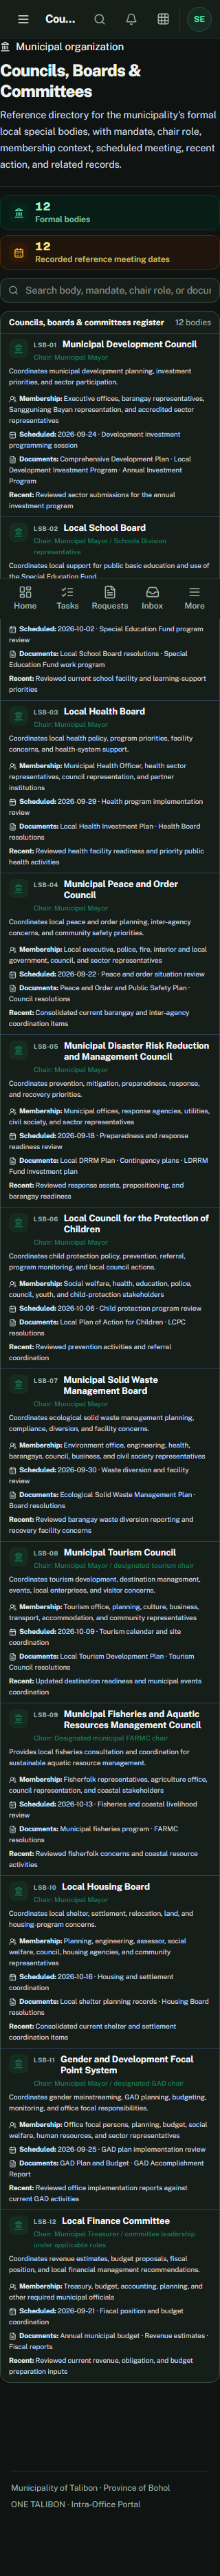 Cou...
SE
Municipal organization
Councils, Boards &
Committees
Reference directory for the municipality's formal
local special bodies, with mandate, chair role,
membership context, scheduled meeting, recent
action, and related records.
12
Formal bodies
12
Recorded reference meeting dates
Search body, mandate, chair role, or docu
Councils, boards & committees register 12 bodies
LSB-01 Municipal Development Council
Chair: Municipal Mayor
Coordinates municipal development planning, investment
priorities, and sector participation.
Membership: Executive offices, barangay representatives,
Sangguniang Bayan representation, and accredited sector
representatives
Scheduled: 2026-09-24 · Development investment
programming session
Documents: Comprehensive Development Plan · Local
Development Investment Program · Annual Investment
Program
Recent: Reviewed sector submissions for the annual
investment program
LSB-02 Local School Board
Chair: Municipal Mayor / Schools Division
representative
Coordinates local support for public basic education and use of
the Special Education Fund.
Home Tasks Requests Inbox More
Scheduled: 2026-10-02 · Special Education Fund program
review
Documents: Local School Board resolutions · Special
Education Fund work program
Recent: Reviewed current school facility and learning-support
priorities
LSB-03 Local Health Board
Chair: Municipal Mayor
Coordinates local health policy, program priorities, facility
concerns, and health-system support.
Membership: Municipal Health Officer, health sector
representatives, council representation, and partner
institutions
Scheduled: 2026-09-29 · Health program implementation
review
Documents: Local Health Investment Plan · Health Board
resolutions
Recent: Reviewed health facility readiness and priority public
health activities
LSB-04 Municipal Peace and Order
Council
Chair: Municipal Mayor
Coordinates local peace and order planning, inter-agency
concerns, and community safety priorities.
Membership: Local executive, police, fire, interior and local
government, council, and sector representatives
Scheduled: 2026-09-22 · Peace and order situation review
Documents: Peace and Order and Public Safety Plan ·
Council resolutions
Recent: Consolidated current barangay and inter-agency
coordination items
LSB-05 Municipal Disaster Risk Reduction
and Management Council
Chair: Municipal Mayor
Coordinates prevention, mitigation, preparedness, response,
and recovery priorities.
Membership: Municipal offices, response agencies, utilities,
civil society, and sector representatives
Scheduled: 2026-09-18 · Preparedness and response
readiness review
Documents: Local DRRM Plan · Contingency plans · LDRRM
Fund investment plan
Recent: Reviewed response assets, prepositioning, and
barangay readiness
LSB-06 Local Council for the Protection of
Children
Chair: Municipal Mayor
Coordinates child protection policy, prevention, referral,
program monitoring, and local council actions.
Membership: Social welfare, health, education, police,
council, youth, and child-protection stakeholders
Scheduled: 2026-10-06 · Child protection program review
Documents: Local Plan of Action for Children · LCPC
resolutions
Recent: Reviewed prevention activities and referral
coordination
LSB-07 Municipal Solid Waste
Management Board
Chair: Municipal Mayor
Coordinates ecological solid waste management planning,
compliance, diversion, and facility concerns.
Membership: Environment office, engineering, health,
barangays, council, business, and civil society representatives
Scheduled: 2026-09-30 · Waste diversion and facility
review
Documents: Ecological Solid Waste Management Plan ·
Board resolutions
Recent: Reviewed barangay waste diversion reporting and
recovery facility concerns
LSB-08 Municipal Tourism Council
Chair: Municipal Mayor / designated tourism chair
Coordinates tourism development, destination management,
events, local enterprises, and visitor concerns.
Membership: Tourism office, planning, culture, business,
transport, accommodation, and community representatives
Scheduled: 2026-10-09 · Tourism calendar and site
coordination
Documents: Local Tourism Development Plan · Tourism
Council resolutions
Recent: Updated destination readiness and municipal events
coordination
LSB-09 Municipal Fisheries and Aquatic
Resources Management Council
Chair: Designated municipal FARMC chair
Provides local fisheries consultation and coordination for
sustainable aquatic resource management.
Membership: Fisherfolk representatives, agriculture office,
council representation, and coastal stakeholders
Scheduled: 2026-10-13 · Fisheries and coastal livelihood
review
Documents: Municipal fisheries program · FARMC
resolutions
Recent: Reviewed fisherfolk concerns and coastal resource
activities
LSB-10 Local Housing Board
Chair: Municipal Mayor
Coordinates local shelter, settlement, relocation, land, and
housing-program concerns.
Membership: Planning, engineering, assessor, social
welfare, council, housing agencies, and community
representatives
Scheduled: 2026-10-16 · Housing and settlement
coordination
Documents: Local shelter planning records · Housing Board
resolutions
Recent: Consolidated current shelter and settlement
coordination items
LSB-11 Gender and Development Focal
Point System
Chair: Municipal Mayor / designated GAD chair
Coordinates gender mainstreaming, GAD planning, budgeting,
monitoring, and office focal responsibilities.
Membership: Office focal persons, planning, budget, social
welfare, human resources, and sector representatives
Scheduled: 2026-09-25 · GAD plan implementation review
Documents: GAD Plan and Budget · GAD Accomplishment
Report
Recent: Reviewed office implementation reports against
current GAD activities
LSB-12 Local Finance Committee
Chair: Municipal Treasurer / committee leadership
under applicable rules
Coordinates revenue estimates, budget proposals, fiscal
position, and local financial management recommendations.
Membership: Treasury, budget, accounting, planning, and
other required municipal officials
Scheduled: 2026-09-21 · Fiscal position and budget
coordination
Documents: Annual municipal budget · Revenue estimates ·
Fiscal reports
Recent: Reviewed current revenue, obligation, and budget
preparation inputs
Municipality of Talibon · Province of Bohol
ONE TALIBON · Intra-Office Portal